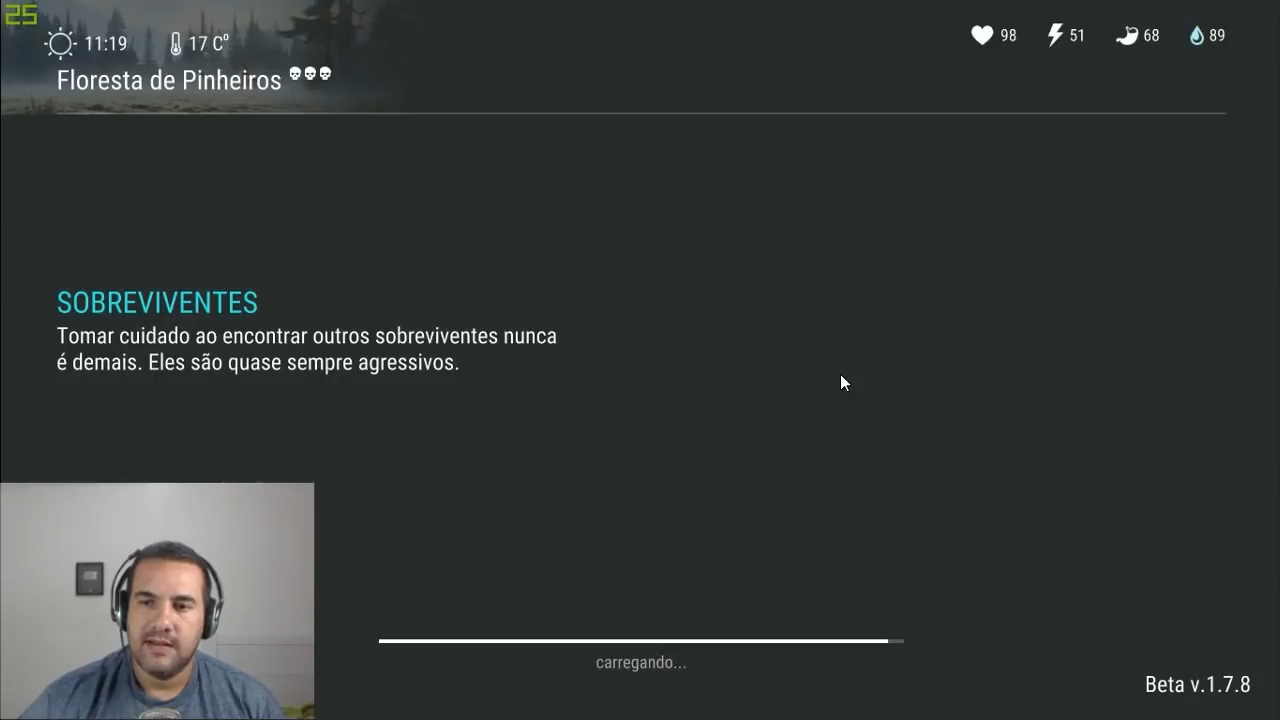 25
11:19 17 Cº 98 51 68 89
Floresta de Pinheiros
SOBREVIVENTES
Tomar cuidado ao encontrar outros sobreviventes nunca
é demais. Eles são quase sempre agressivos.
carregando...
Beta v.1.7.8